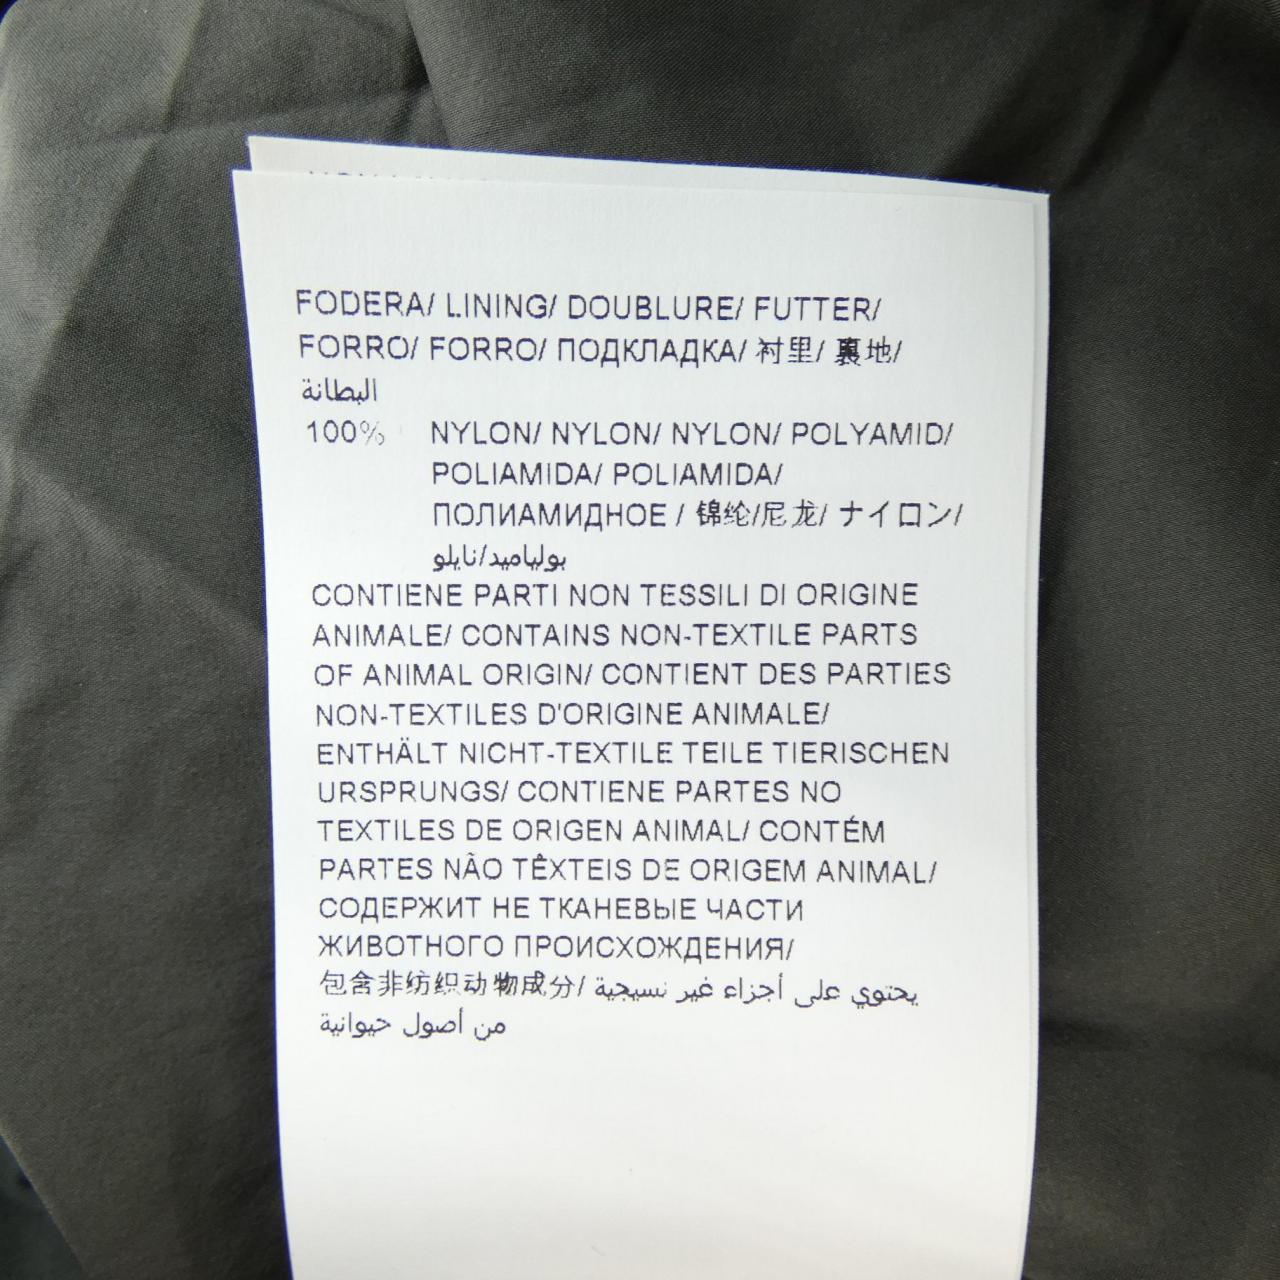 FODERA/ LINING/ DOUBLURE/ FUTTER/
FORRO/ FORRO/ ПОДКЛАДКА/ 衬里/ 裏地/
البطانة
100% NYLON/ NYLON/ NYLON/ POLYAMID/
POLIAMIDA/ POLIAMIDA/
ПОЛИАМИДНОЕ / 锦纶/尼龙/ ナイロン/
بولياميد/نايلو
CONTIENE PARTI NON TESSILI DI ORIGINE
ANIMALE/ CONTAINS NON-TEXTILE PARTS
OF ANIMAL ORIGIN/ CONTIENT DES PARTIES
NON-TEXTILES D'ORIGINE ANIMALE/
ENTHÄLT NICHT-TEXTILE TEILE TIERISCHEN
URSPRUNGS/ CONTIENE PARTES NO
TEXTILES DE ORIGEN ANIMAL/ CONTÉM
PARTES NÃO TÊXTEIS DE ORIGEM ANIMAL/
СОДЕРЖИТ НЕ ТКАНЕВЫЕ ЧАСТИ
ЖИВОТНОГО ПРОИСХОЖДЕНИЯ/
包含非纺织动物成分/ يحتوي على أجزاء غير نسيجية
من أصول حيوانية